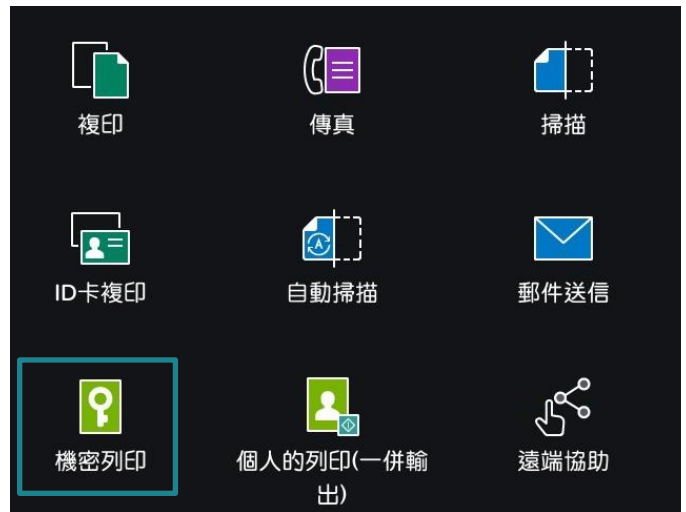 複印
傳真
掃描
ID卡複印
自動掃描
郵件送信
機密列印
個人的列印(一併輸
出)
遠端協助